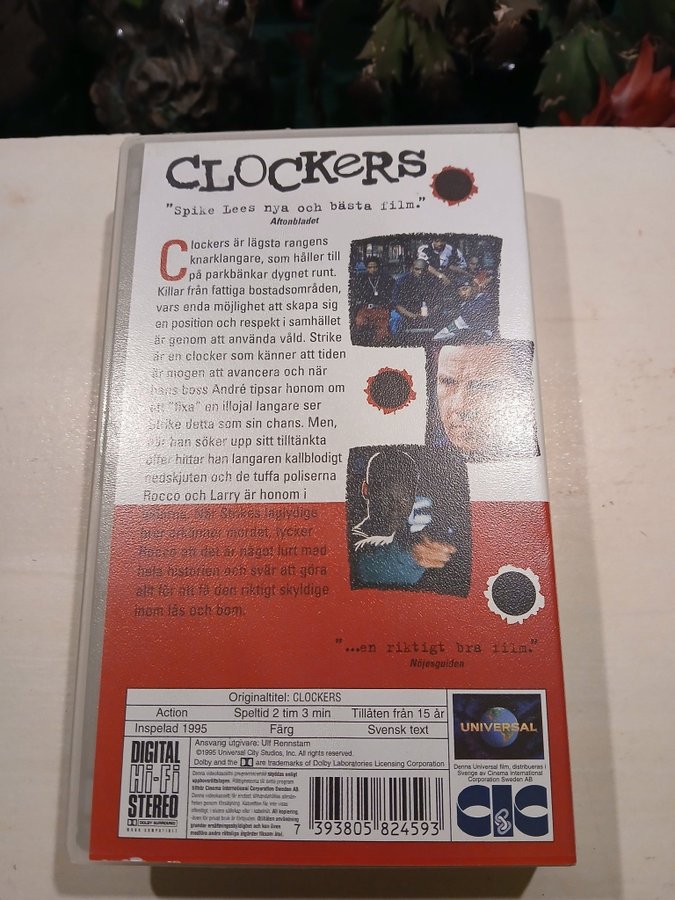 CLOCKERS
"Spike Lees nya och bästa film."
Aftonbladet
Clockers är lägsta rangens
knarklangare, som håller till
på parkbänkar dygnet runt.
Killar från fattiga bostadsområden,
vars enda möjlighet att skapa sig
en position och respekt i samhället
är genom att använda våld. Strike
är en clocker som känner att tiden
är mogen att avancera och när
hans boss André tipsar honom om
att "fixa" en illojal langare ser
Strike detta som sin chans. Men,
när han söker upp sitt tilltänkta
offer hittar han langaren kallblodigt
nedskjuten och de tuffa poliserna
Rocco och Larry är honom i
hälarna. När Strikes laglydige
bror erkänner mordet, tycker
Rocco att det är något lurt med
hela historien och svär att göra
allt för att få den riktigt skyldige
inom lås och bom.
"...en riktigt bra film."
Nöjesguiden
Originaltitel: CLOCKERS
Action Speltid 2 tim 3 min Tillåten från 15 år
Inspelad 1995 Färg Svensk text
DIGITAL
Hi-Fi
STEREO
DOLBY SURROUND
Ansvarig utgivare: Ulf Rennstam
©1995 Universal City Studios, Inc. All rights reserved.
Dolby and the are trademarks of Dolby Laboratories Licensing Corporation
7 393805 824593
UNIVERSAL
Denna Universal film, distribueras i
Sverige av Cinema International
Corporation Sweden AB
CIC